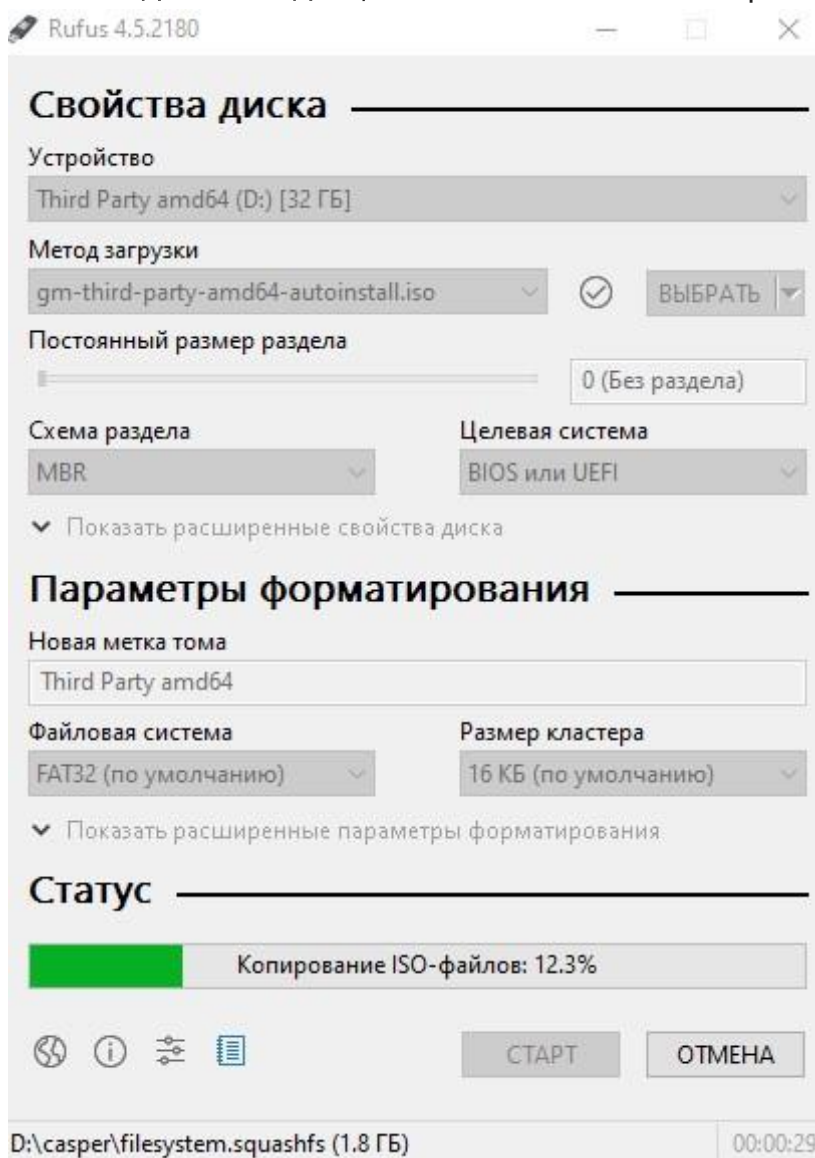 Rufus 4.5.2180
Свойства диска
Устройство
Third Party amd64 (D:) [32 ГБ]
Метод загрузки
gm-third-party-amd64-autoinstall.iso
ВЫБРАТЬ
Постоянный размер раздела
0 (Без раздела)
Схема раздела
Целевая система
MBR
BIOS или UEFI
Показать расширенные свойства диска
Параметры форматирования
Новая метка тома
Third Party amd64
Файловая система
Размер кластера
FAT32 (по умолчанию)
16 КБ (по умолчанию)
Показать расширенные параметры форматирования
Статус
Копирование ISO-файлов: 12.3%
СТАРТ
ОТМЕНА
D:\casper\filesystem.squashfs (1.8 ГБ)
00:00:29